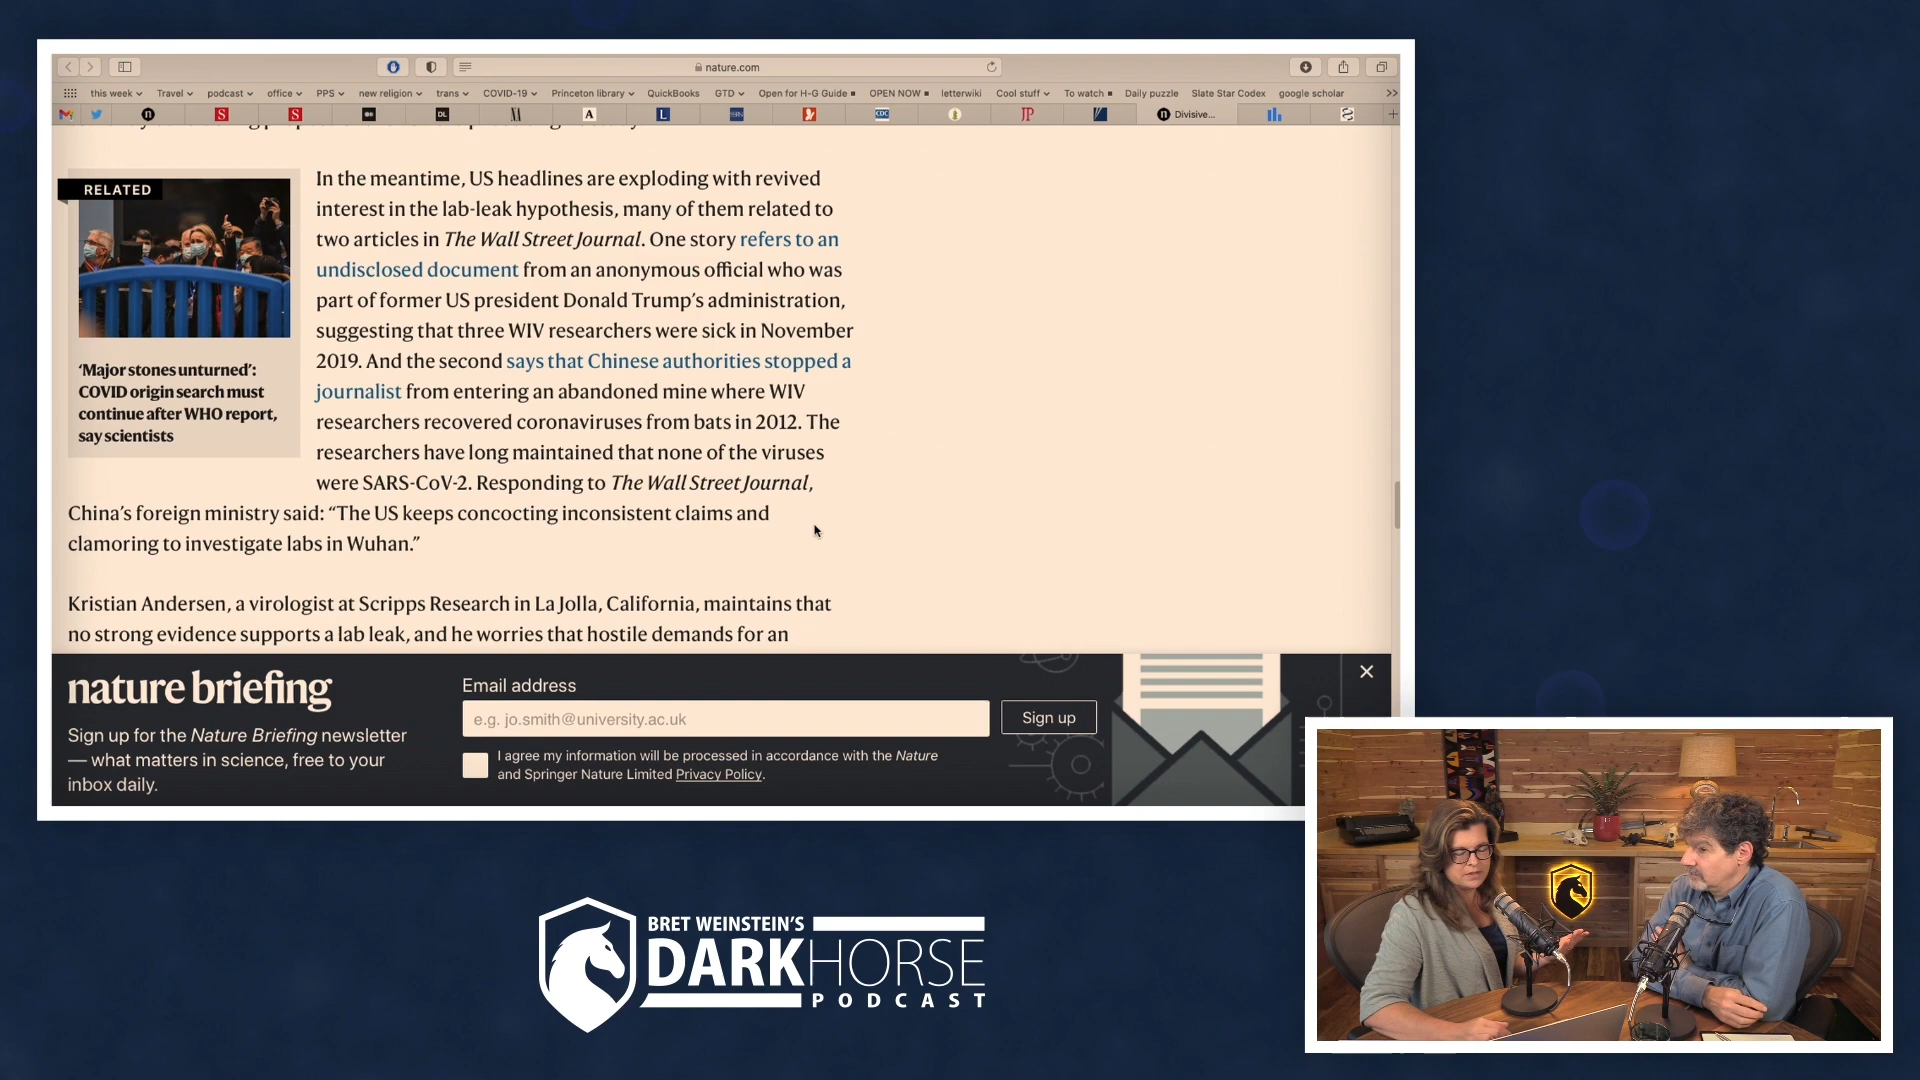 nature.com
this week Travel podcast office PPS new religion trans COVID-19 Princeton library QuickBooks GTD Open for H-G Guide OPEN NOW letterwiki Cool stuff To watch Daily puzzle Slate Star Codex google scholar
S S DL A L CDC JP n Divisive...
RELATED
In the meantime, US headlines are exploding with revived
interest in the lab-leak hypothesis, many of them related to
two articles in The Wall Street Journal. One story refers to an
undisclosed document from an anonymous official who was
part of former US president Donald Trump’s administration,
suggesting that three WIV researchers were sick in November
2019. And the second says that Chinese authorities stopped a
journalist from entering an abandoned mine where WIV
researchers recovered coronaviruses from bats in 2012. The
researchers have long maintained that none of the viruses
were SARS-CoV-2. Responding to The Wall Street Journal,
China’s foreign ministry said: “The US keeps concocting inconsistent claims and
clamoring to investigate labs in Wuhan.”
‘Major stones unturned’:
COVID origin search must
continue after WHO report,
say scientists
Kristian Andersen, a virologist at Scripps Research in La Jolla, California, maintains that
no strong evidence supports a lab leak, and he worries that hostile demands for an
nature briefing
Sign up for the Nature Briefing newsletter
— what matters in science, free to your
inbox daily.
Email address
e.g. jo.smith@university.ac.uk
Sign up
I agree my information will be processed in accordance with the Nature
and Springer Nature Limited Privacy Policy.
BRET WEINSTEIN’S
DARKHORSE
PODCAST